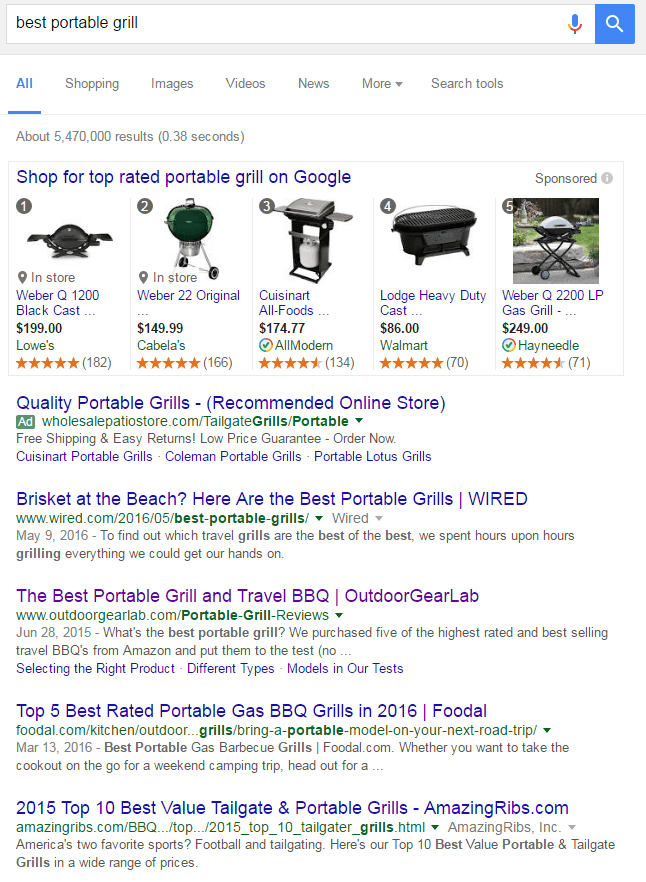 best portable grill
All Shopping Images Videos News More Search tools
About 5,470,000 results (0.38 seconds)
Shop for top rated portable grill on Google Sponsored
1 2 3 4 5
In store In store
Weber Q 1200 Weber 22 Original Cuisinart Lodge Heavy Duty Weber Q 2200 LP
Black Cast ... ... All-Foods ... Cast ... Gas Grill - ...
$199.00 $149.99 $174.77 $86.00 $249.00
Lowe's Cabela's AllModern Walmart Hayneedle
(182) (166) (134) (70) (71)
Quality Portable Grills - (Recommended Online Store)
Ad wholesalepatiostore.com/TailgateGrills/Portable
Free Shipping & Easy Returns! Low Price Guarantee - Order Now.
Cuisinart Portable Grills · Coleman Portable Grills · Portable Lotus Grills
Brisket at the Beach? Here Are the Best Portable Grills | WIRED
www.wired.com/2016/05/best-portable-grills/ Wired
May 9, 2016 - To find out which travel grills are the best of the best, we spent hours upon hours
grilling everything we could get our hands on.
The Best Portable Grill and Travel BBQ | OutdoorGearLab
www.outdoorgearlab.com/Portable-Grill-Reviews
Jun 28, 2015 - What's the best portable grill? We purchased five of the highest rated and best selling
travel BBQ's from Amazon and put them to the test (no ...
Selecting the Right Product · Different Types · Models in Our Tests
Top 5 Best Rated Portable Gas BBQ Grills in 2016 | Foodal
foodal.com/kitchen/outdoor...grills/bring-a-portable-model-on-your-next-road-trip/
Mar 13, 2016 - Best Portable Gas Barbecue Grills | Foodal.com. Whether you want to take the
cookout on the go for a weekend camping trip, head out for a ...
2015 Top 10 Best Value Tailgate & Portable Grills - AmazingRibs.com
amazingribs.com/BBQ.../top.../2015_top_10_tailgater_grills.html AmazingRibs, Inc.
America's two favorite sports? Football and tailgating. Here's our Top 10 Best Value Portable & Tailgate
Grills in a wide range of prices.